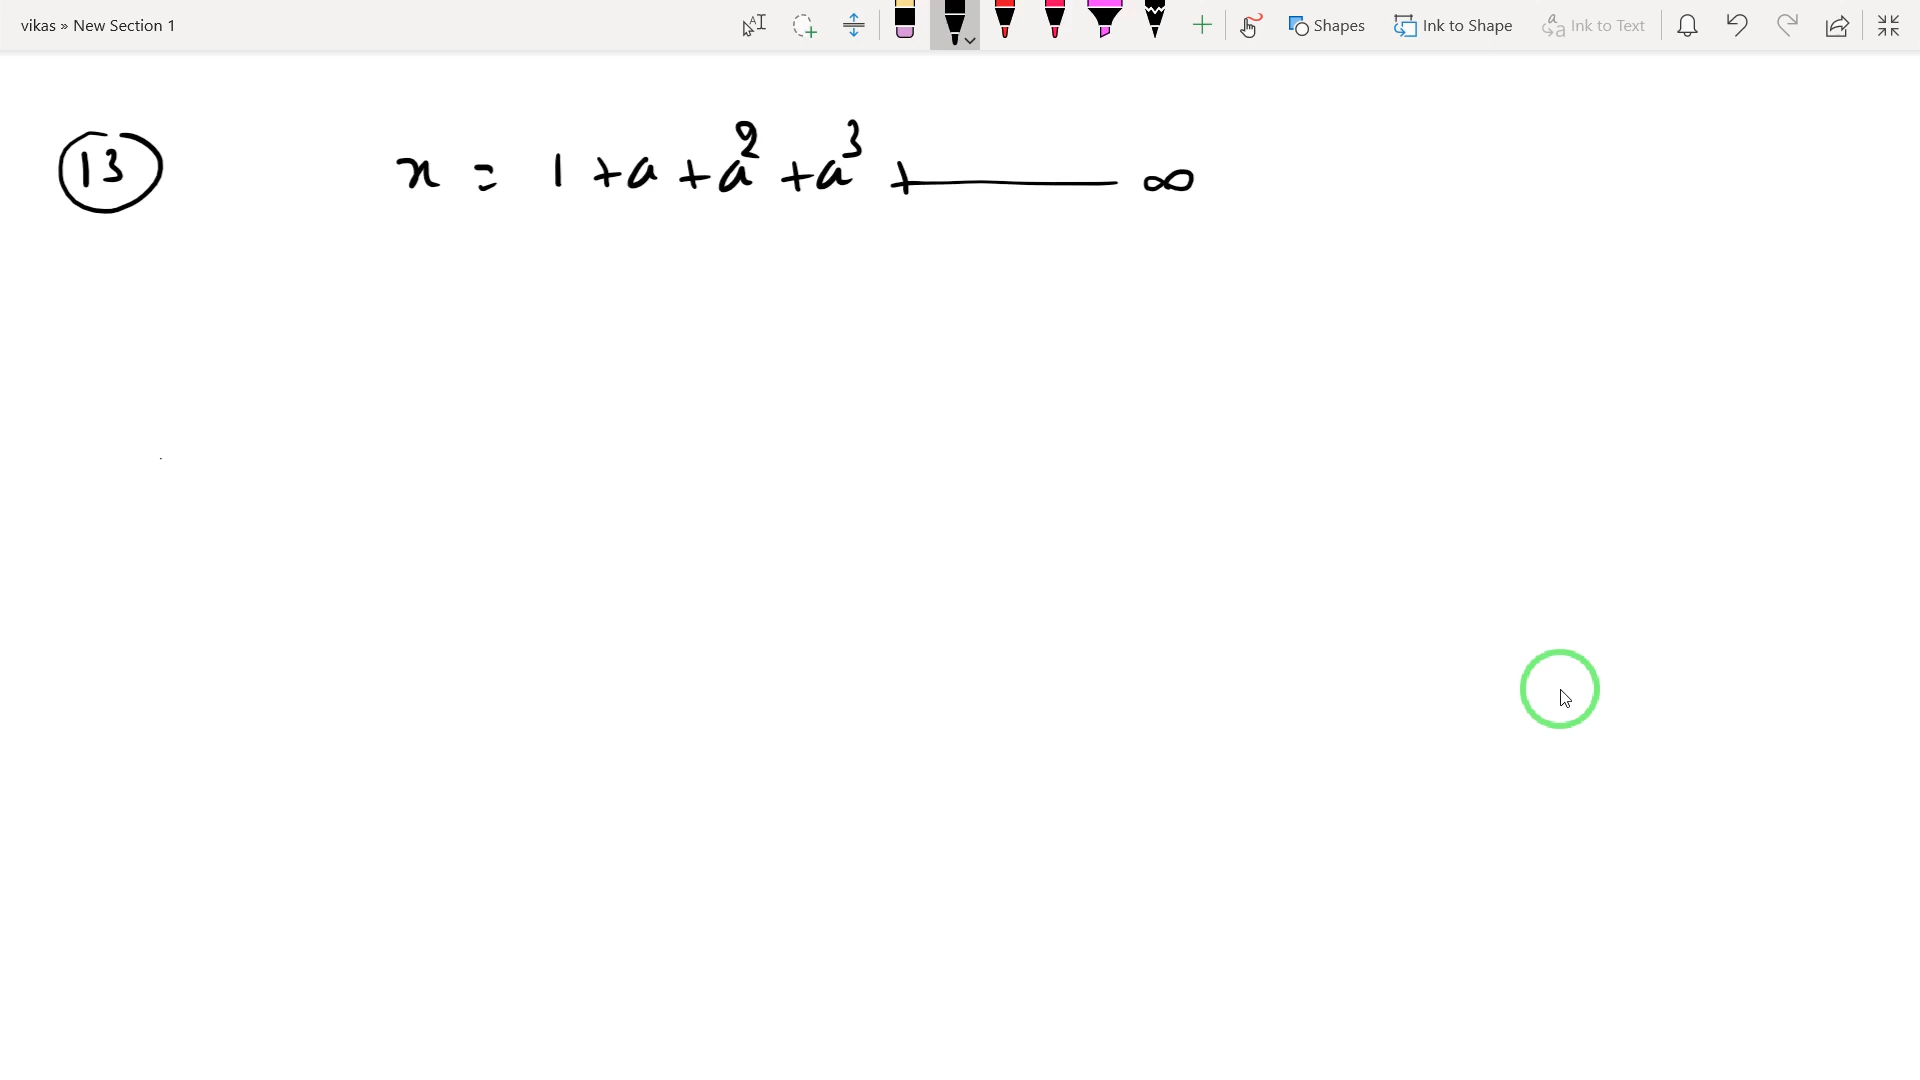 vikas » New Section 1
Shapes
Ink to Shape
Ink to Text
13 x = 1 + a + a² + a³ + ——— ∞